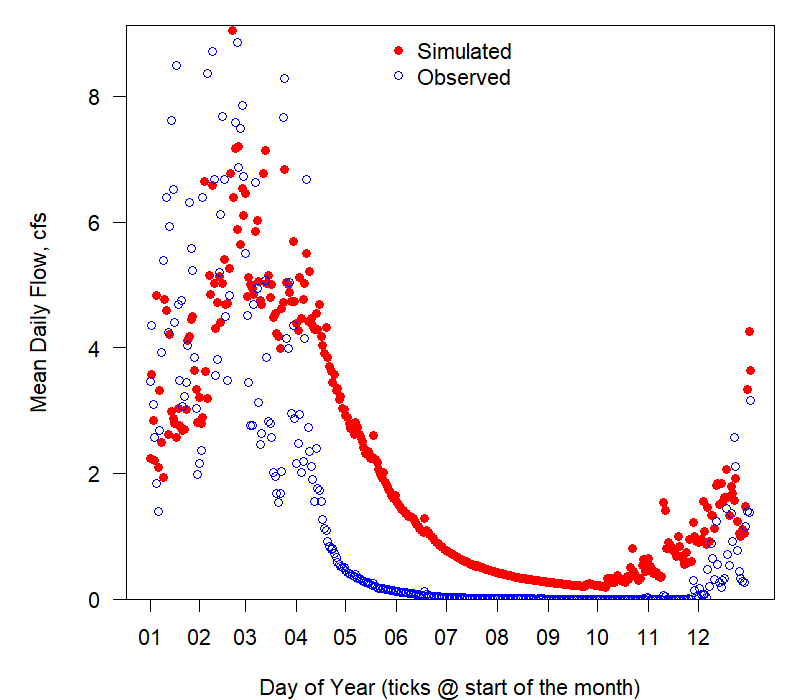 Simulated
Observed
8
6
4
2
0
Mean Daily Flow, cfs
01 02 03 04 05 06 07 08 09 10 11 12
Day of Year (ticks @ start of the month)